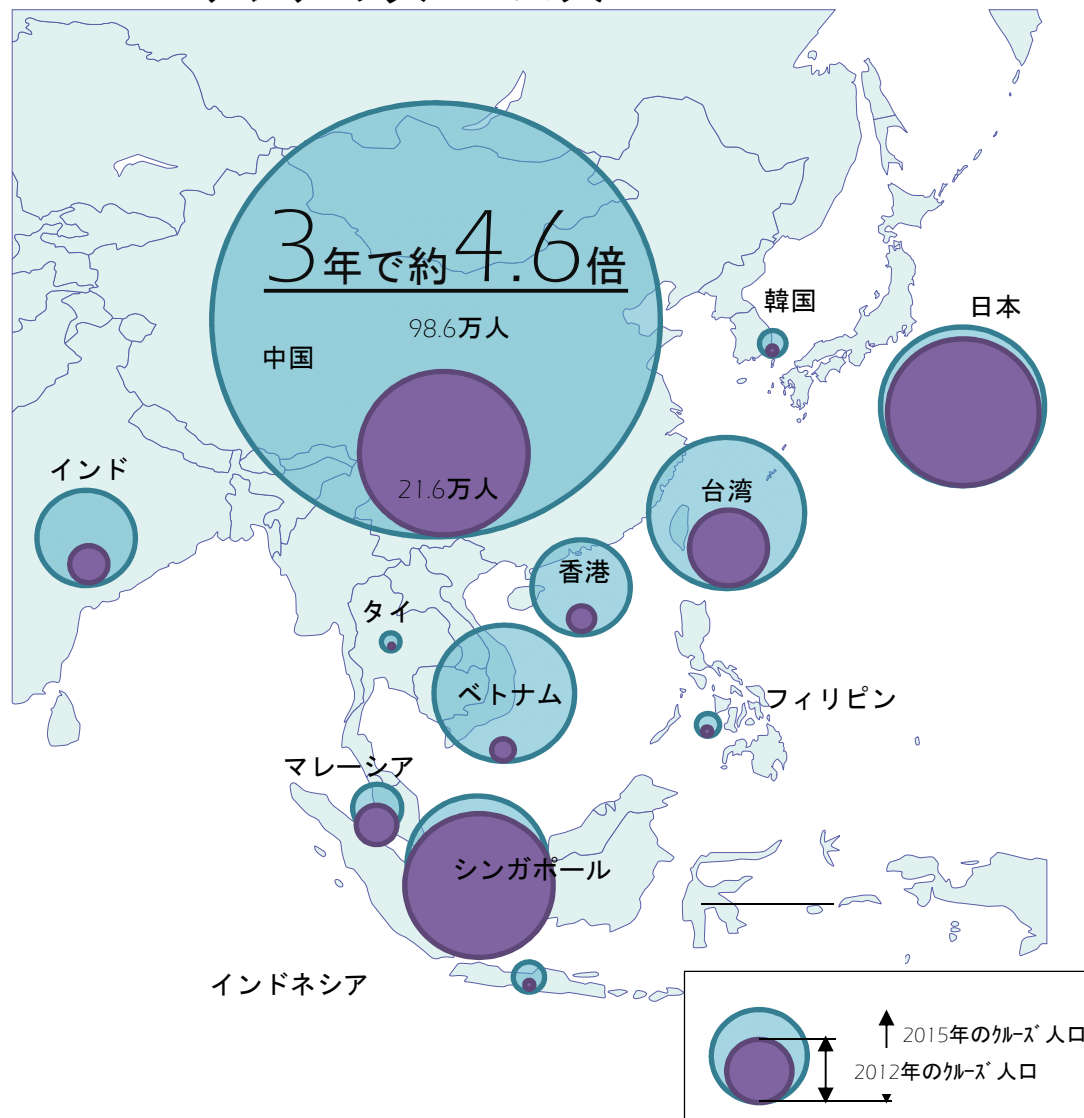 3年で約4.6倍
98.6万人
中国
21.6万人
韓国
日本
インド
台湾
香港
タイ
ベトナム
フィリピン
マレーシア
シンガポール
インドネシア
2015年のｸﾙｰｽﾞ人口
2012年のｸﾙｰｽﾞ人口